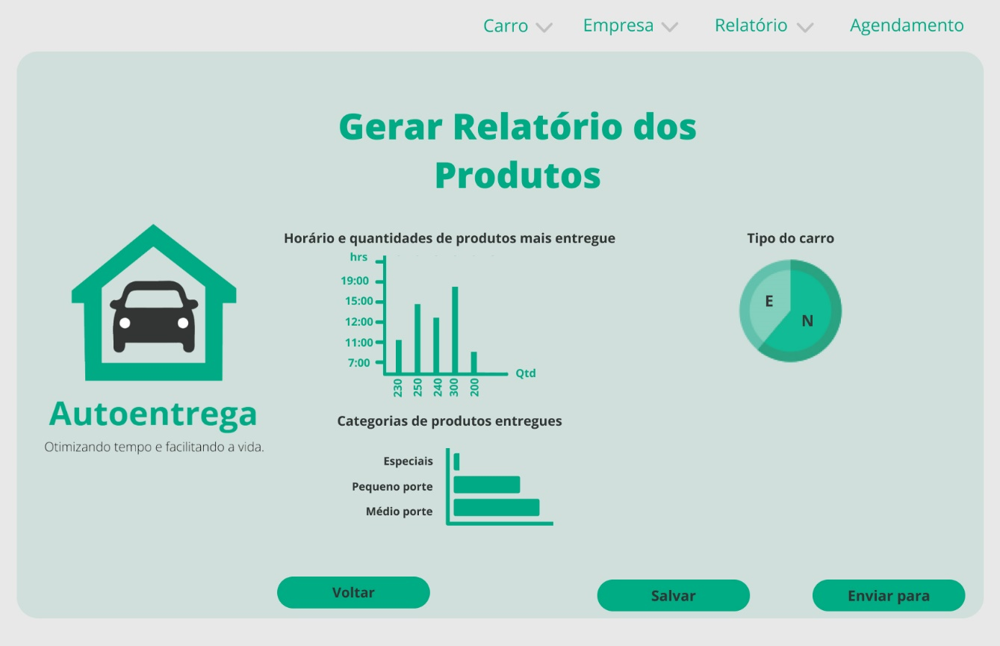 Carro
Empresa
Relatório
Agendamento
Gerar Relatório dos
Produtos
Horário e quantidades de produtos mais entregue
hrs
19:00
15:00
12:00
11:00
7:00
Qtd
230
250
240
300
200
Tipo do carro
E
N
Autoentrega
Otimizando tempo e facilitando a vida.
Categorias de produtos entregues
Especiais
Pequeno porte
Médio porte
Voltar
Salvar
Enviar para